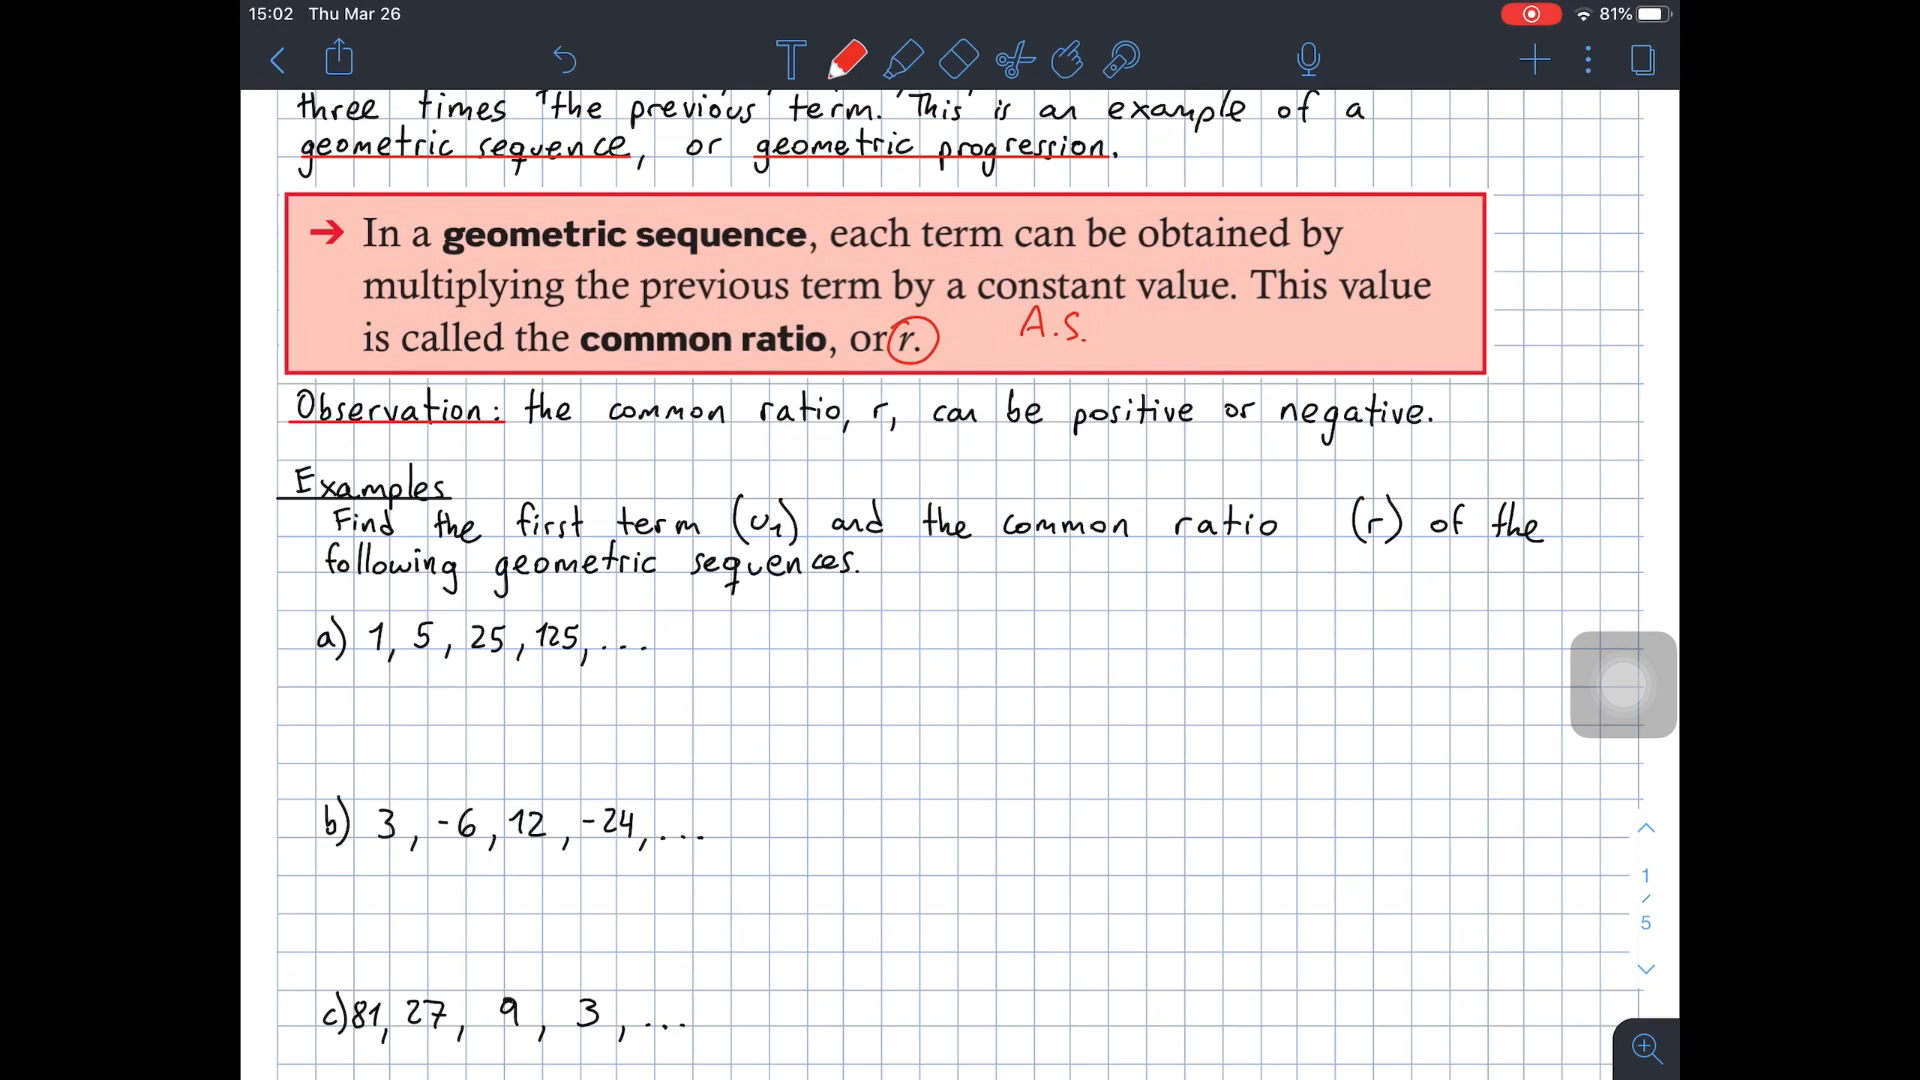 15:02 Thu Mar 26
81%
three times the previous term. This is an example of a
geometric sequence, or geometric progression.
→ In a geometric sequence, each term can be obtained by
multiplying the previous term by a constant value. This value
is called the common ratio, or r.
A.S.
Observation: the common ratio, r, can be positive or negative.
Examples
Find the first term (u₁) and the common ratio (r) of the
following geometric sequences.
a) 1, 5, 25, 125, ...
b) 3, -6, 12, -24, ...
c) 81, 27, 9, 3, ...
1
/
5